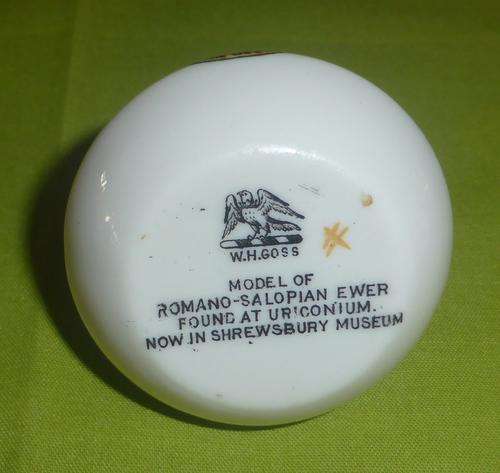 W.H.GOSS
MODEL OF
ROMANO-SALOPIAN EWER
FOUND AT URICONIUM.
NOW IN SHREWSBURY MUSEUM